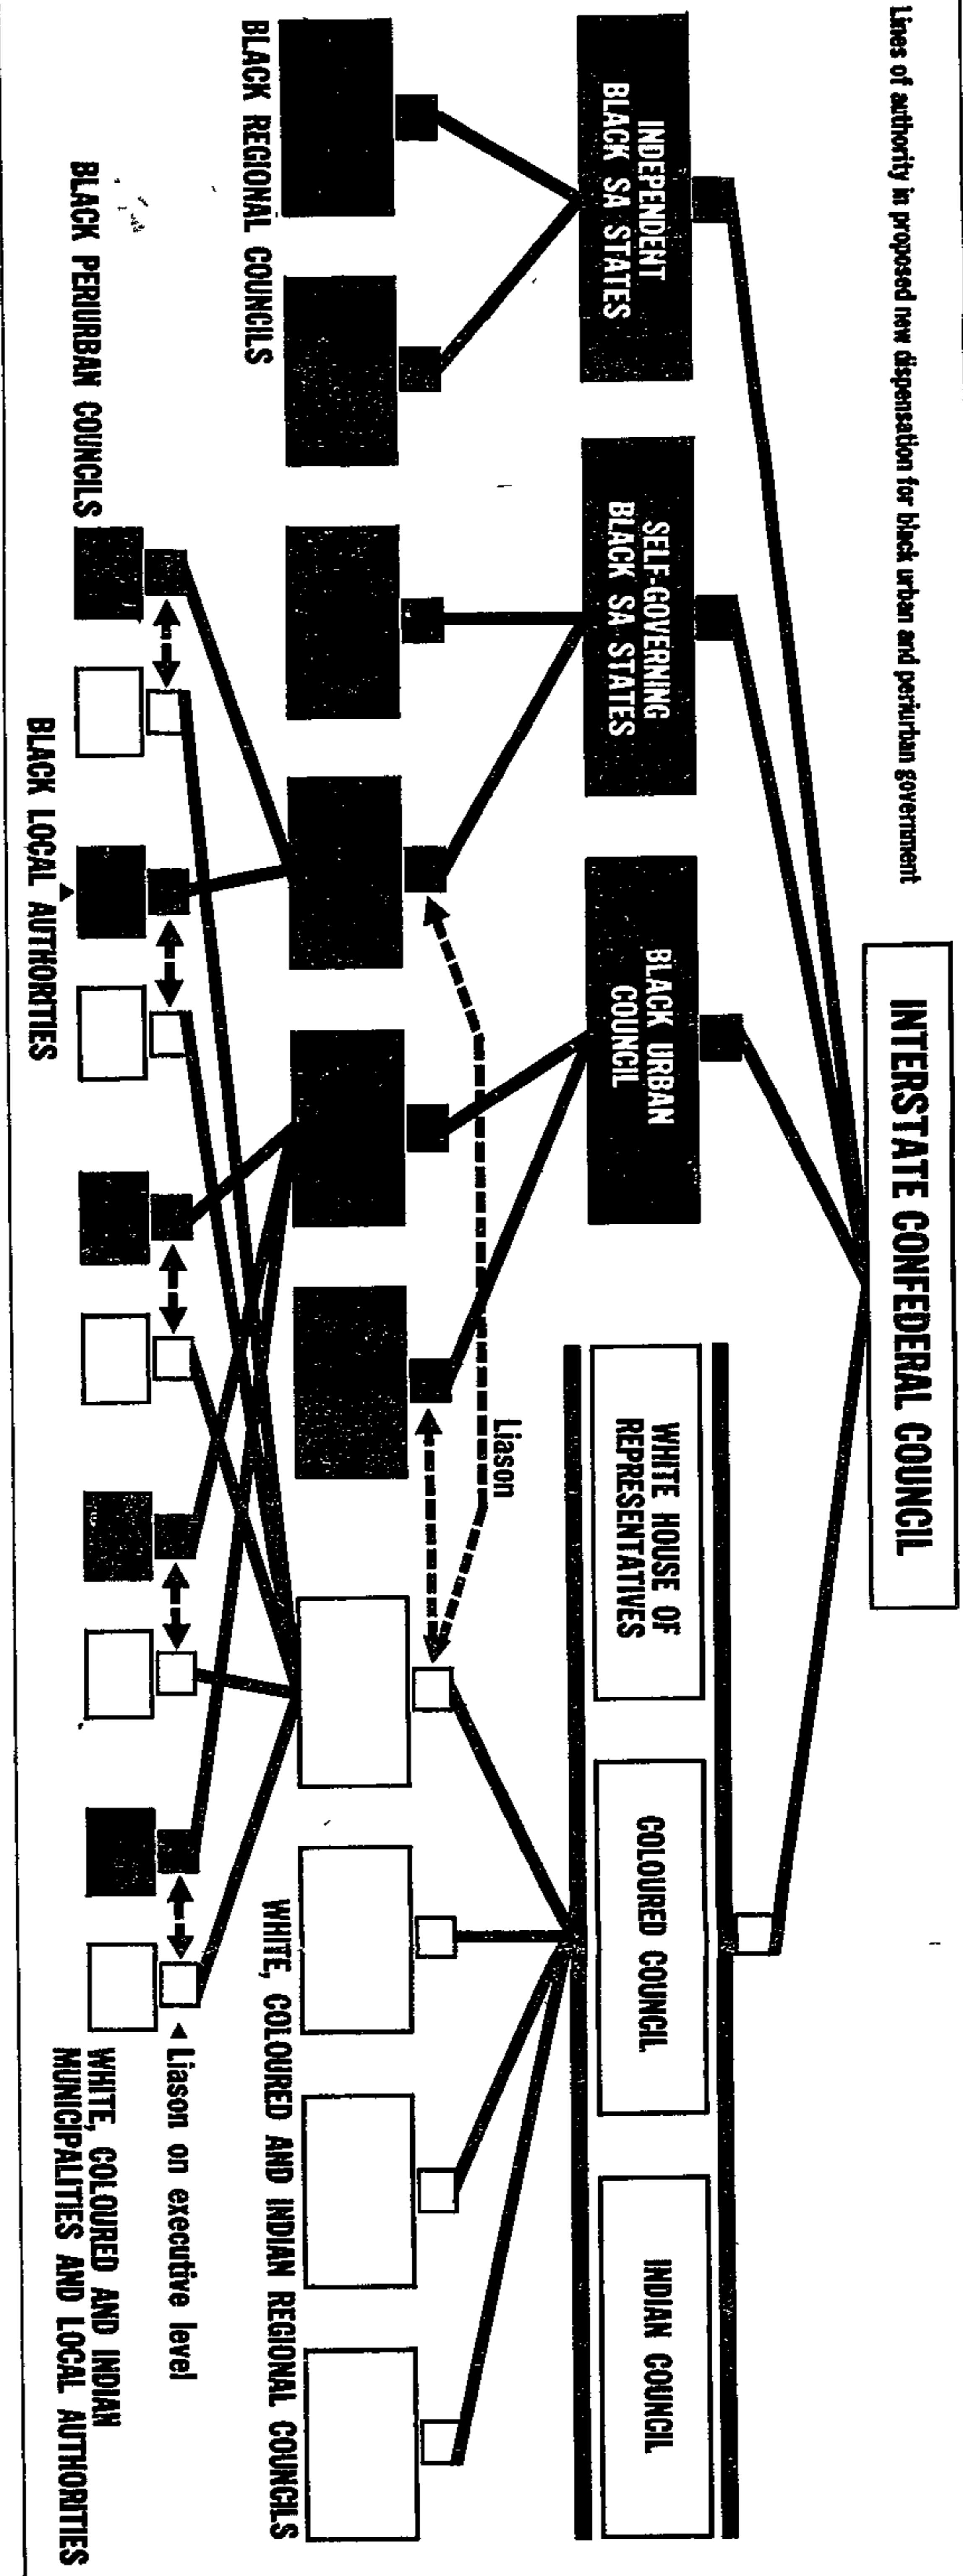 Lines of authority in proposed new dispensation for black urban and periurban government
INTERSTATE CONFEDERAL COUNCIL
INDEPENDENT
BLACK SA STATES
SELF-GOVERNING
BLACK SA STATES
BLACK URBAN
COUNCIL
WHITE HOUSE OF
REPRESENTATIVES
COLOURED COUNCIL
INDIAN COUNCIL
Liason
BLACK REGIONAL COUNCILS
WHITE, COLOURED AND INDIAN REGIONAL COUNCILS
BLACK PERIURBAN COUNCILS
Liason on executive level
BLACK LOCAL AUTHORITIES
WHITE, COLOURED AND INDIAN
MUNICIPALITIES AND LOCAL AUTHORITIES